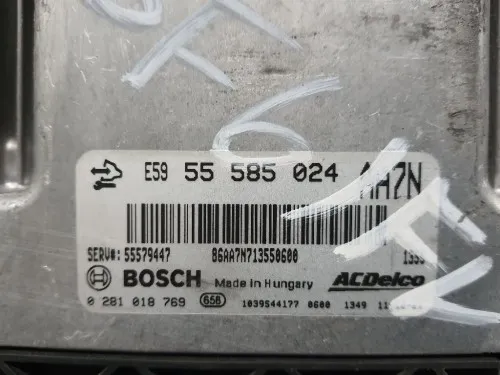 E59 55 585 024 AA7N
SERV#: 55579447 86AA7N713550600
BOSCH Made in Hungary ACDelco
0 281 018 769 658 1039S44177 0600 1349